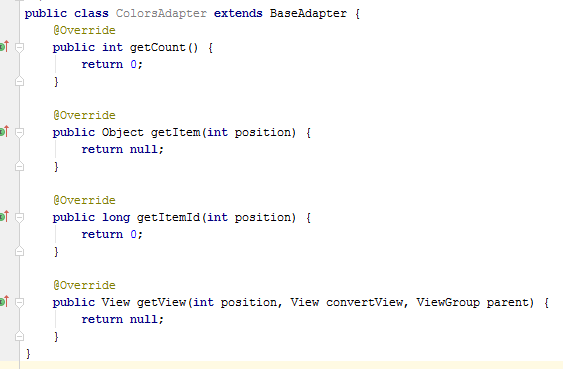 public class ColorsAdapter extends BaseAdapter {
    @Override
    public int getCount() {
        return 0;
    }

    @Override
    public Object getItem(int position) {
        return null;
    }

    @Override
    public long getItemId(int position) {
        return 0;
    }

    @Override
    public View getView(int position, View convertView, ViewGroup parent) {
        return null;
    }
}